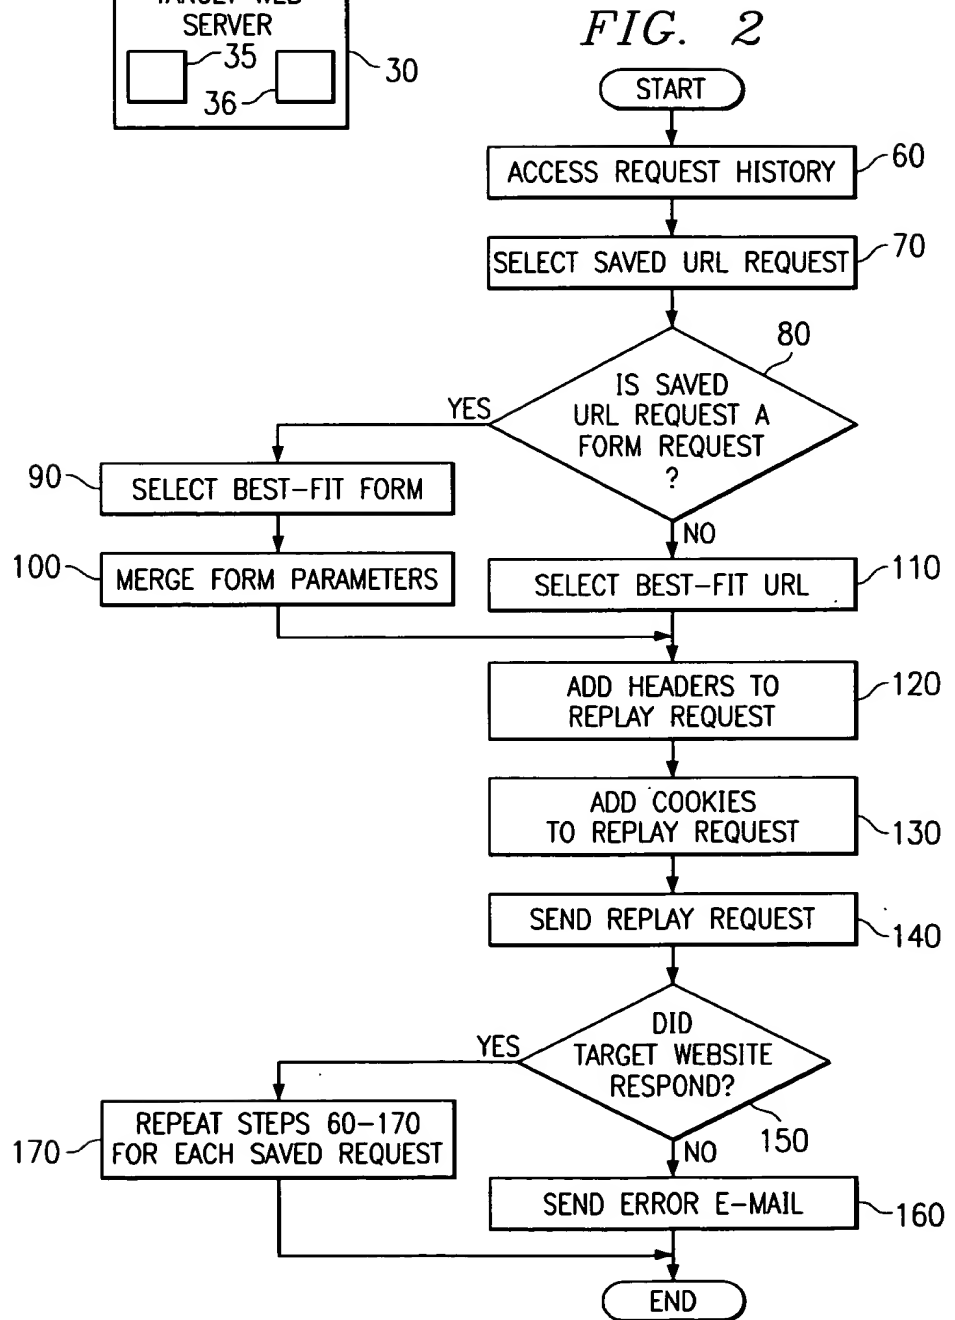 TARGET WEB
SERVER
35
36
30
FIG. 2
START
ACCESS REQUEST HISTORY
60
SELECT SAVED URL REQUEST
70
80
IS SAVED
URL REQUEST A
FORM REQUEST
?
YES
NO
90
SELECT BEST-FIT FORM
100
MERGE FORM PARAMETERS
SELECT BEST-FIT URL
110
ADD HEADERS TO
REPLAY REQUEST
120
ADD COOKIES
TO REPLAY REQUEST
130
SEND REPLAY REQUEST
140
DID
TARGET WEBSITE
RESPOND?
150
YES
NO
170
REPEAT STEPS 60-170
FOR EACH SAVED REQUEST
SEND ERROR E-MAIL
160
END